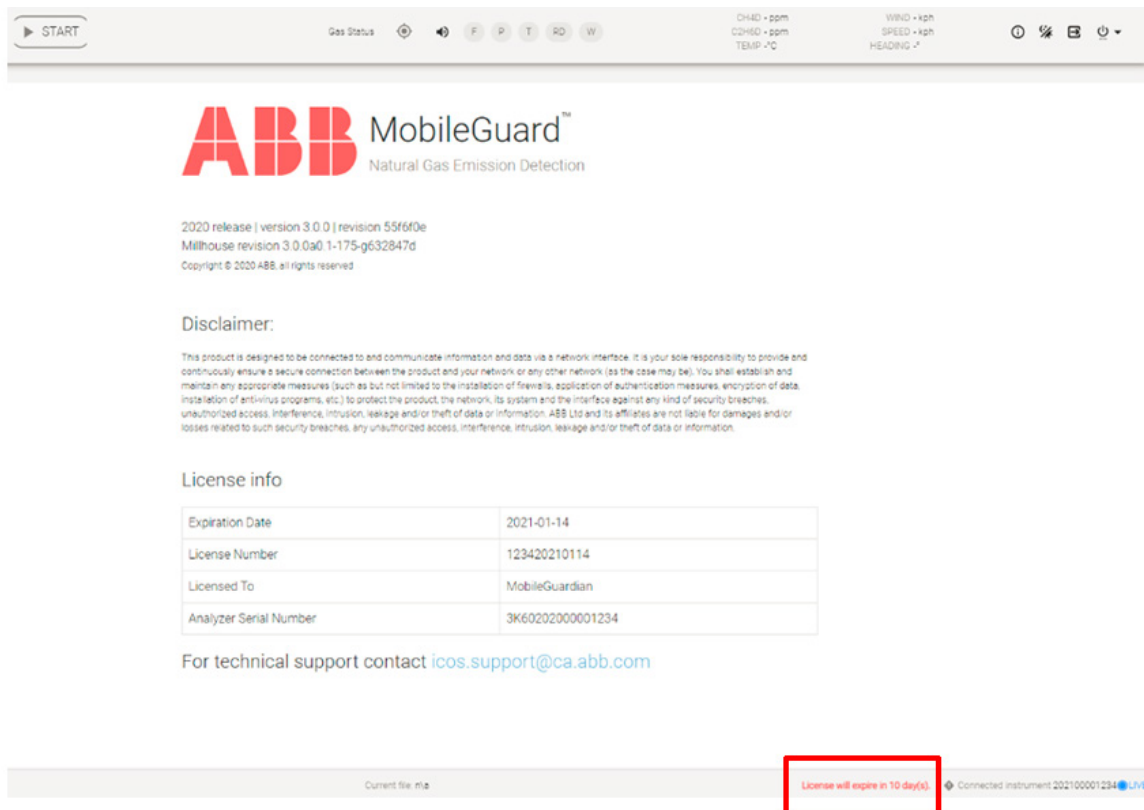 START
Gas Status
F P T RD W
CH4D - ppm
C2H6D - ppm
TEMP -°C
WIND - kph
SPEED - kph
HEADING -°
ABB MobileGuard™
Natural Gas Emission Detection
2020 release | version 3.0.0 | revision 55f6f0e
Millhouse revision 3.0.0a0.1-175-g632847d
Copyright © 2020 ABB, all rights reserved
Disclaimer:
This product is designed to be connected to and communicate information and data via a network interface. It is your sole responsibility to provide and
continuously ensure a secure connection between the product and your network or any other network (as the case may be). You shall establish and
maintain any appropriate measures (such as but not limited to the installation of firewalls, application of authentication measures, encryption of data,
installation of anti-virus programs, etc.) to protect the product, the network, its system and the interface against any kind of security breaches,
unauthorized access, interference, intrusion, leakage and/or theft of data or information. ABB Ltd and its affiliates are not liable for damages and/or
losses related to such security breaches, any unauthorized access, interference, intrusion, leakage and/or theft of data or information.
License info
Expiration Date 2021-01-14
License Number 123420210114
Licensed To MobileGuardian
Analyzer Serial Number 3K60202000001234
For technical support contact icos.support@ca.abb.com
Current file: n\a
License will expire in 10 day(s).
Connected instrument 202100001234 LIVE